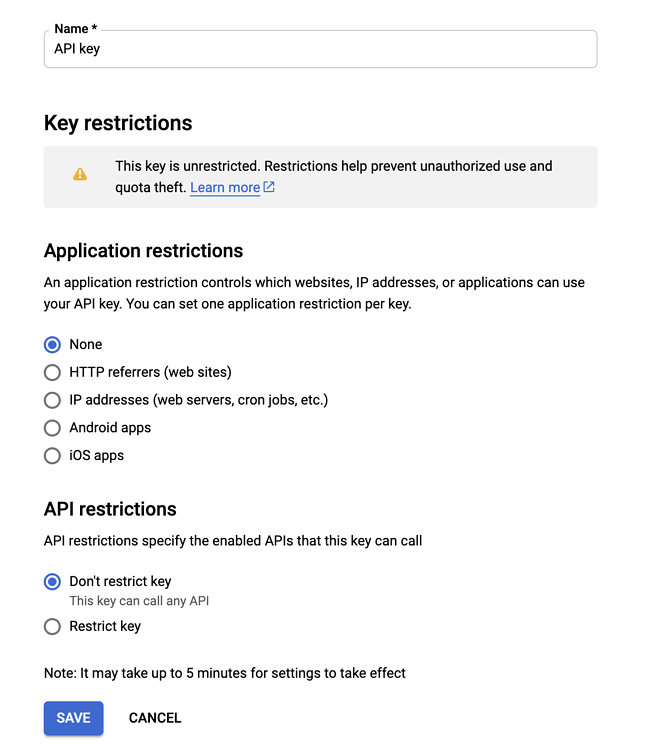 Name *
API key
Key restrictions
This key is unrestricted. Restrictions help prevent unauthorized use and
quota theft. Learn more
Application restrictions
An application restriction controls which websites, IP addresses, or applications can use
your API key. You can set one application restriction per key.
None
HTTP referrers (web sites)
IP addresses (web servers, cron jobs, etc.)
Android apps
iOS apps
API restrictions
API restrictions specify the enabled APIs that this key can call
Don't restrict key
This key can call any API
Restrict key
Note: It may take up to 5 minutes for settings to take effect
SAVE CANCEL